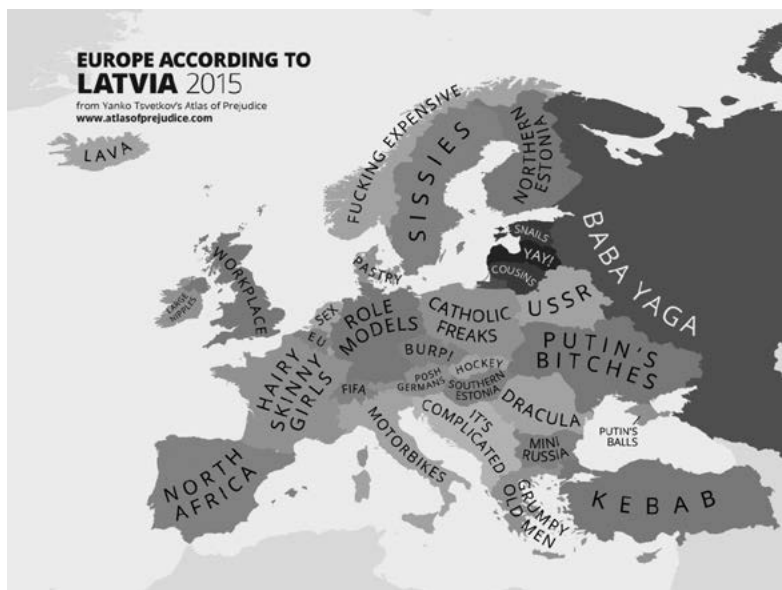 EUROPE ACCORDING TO
LATVIA 2015
from Yanko Tsvetkov's Atlas of Prejudice
www.atlasofprejudice.com
LAVA
FUCKING EXPENSIVE
SISSIES
NORTHERN
ESTONIA
SNAILS
YAY!
COUSINS
BABA YAGA
WORKPLACE
LARGE
NIPPLES
PASTRY
SEX
EU
ROLE
MODELS
CATHOLIC
FREAKS
USSR
BURP!
PUTIN'S
BITCHES
HAIRY
SKINNY
GIRLS
FIFA
POSH
GERMANS
HOCKEY
SOUTHERN
ESTONIA
DRACULA
MOTORBIKES
IT'S
COMPLICATED
MINI
RUSSIA
PUTIN'S
BALLS
NORTH
AFRICA
GRUMPY
OLD MEN
KEBAB